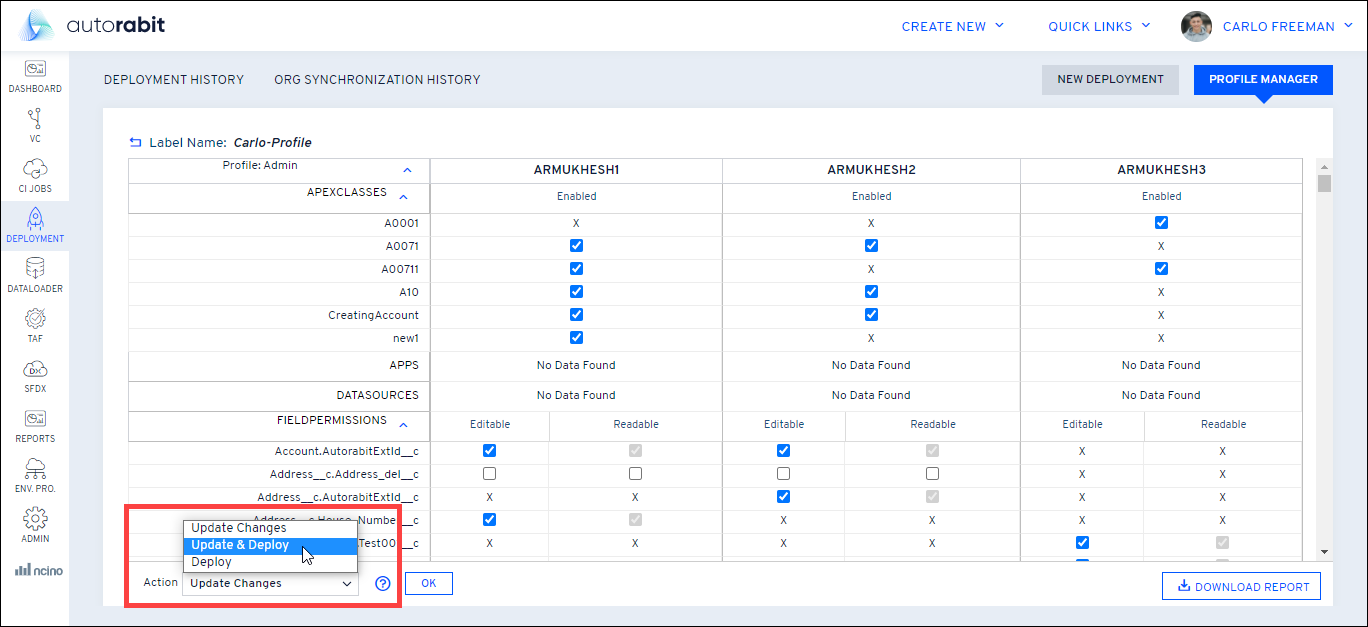 autorabit
CREATE NEW
QUICK LINKS
CARLO FREEMAN
DASHBOARD
VC
CI JOBS
DEPLOYMENT
DATALOADER
TAF
DX
SFDX
REPORTS
ENV. PRO.
ADMIN
ncino
DEPLOYMENT HISTORY ORG SYNCHRONIZATION HISTORY
NEW DEPLOYMENT PROFILE MANAGER
Label Name: Carlo-Profile
Profile: Admin ARMUKHESH1 ARMUKHESH2 ARMUKHESH3
APEXCLASSES Enabled Enabled Enabled
A0001 X X
A0071 X
A00711 X
A10 X
CreatingAccount X
new1 X X
APPS No Data Found No Data Found No Data Found
DATASOURCES No Data Found No Data Found No Data Found
FIELDPERMISSIONS Editable Readable Editable Readable Editable Readable
Account.AutorabitExtId__c X X
Address__c.Address_del__c X X
Address__c.AutorabitExtId__c X X X X
Address__c.House_Number__c X X X X
Test00 __c X X X X
Update Changes
Update & Deploy
Deploy
Action Update Changes ? OK
DOWNLOAD REPORT